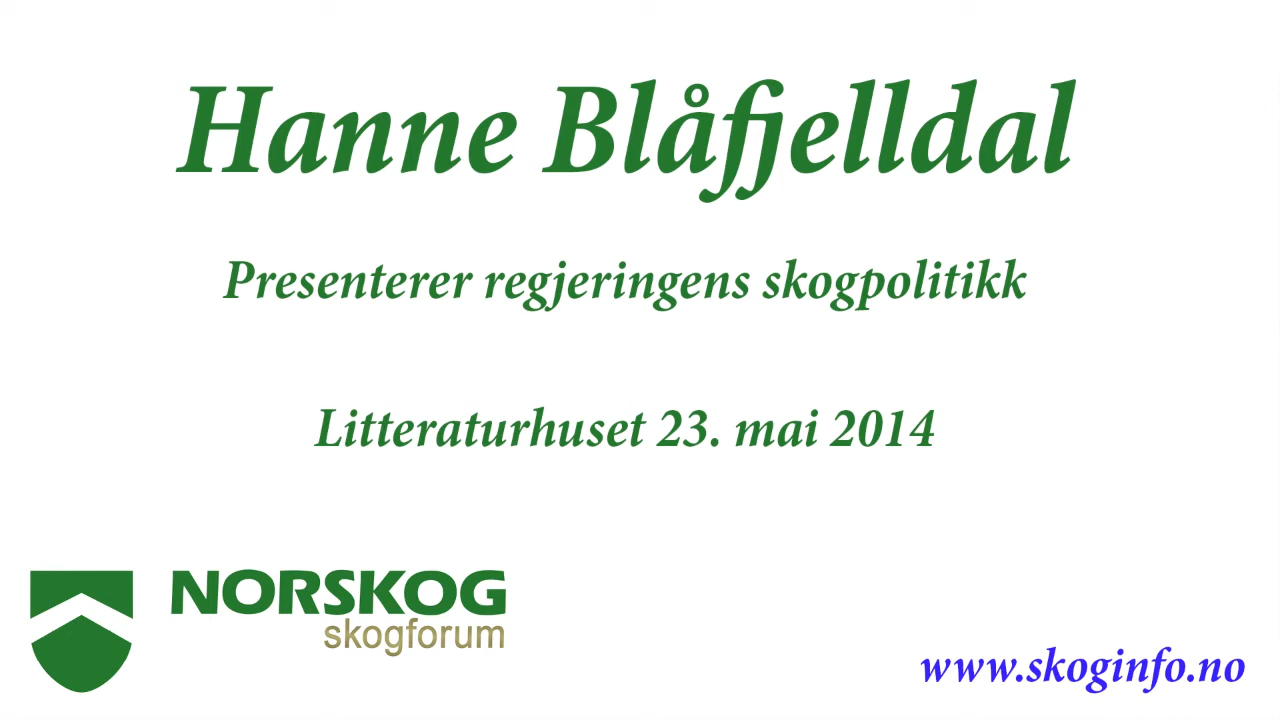 Hanne Blåfjelldal
Presenterer regjeringens skogpolitikk
Litteraturhuset 23. mai 2014
NORSKOG
skogforum
www.skoginfo.no